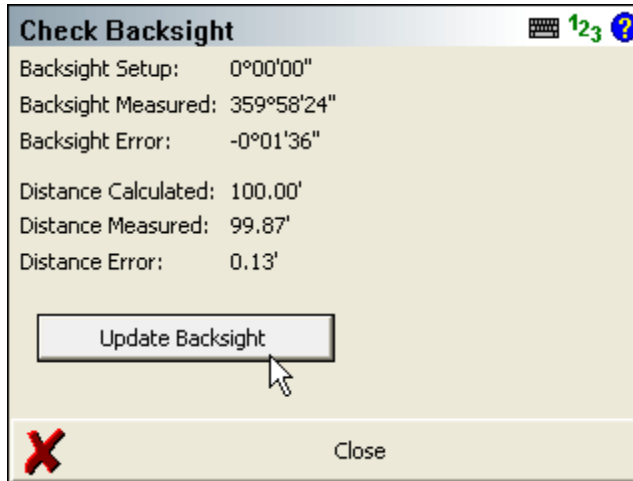 Check Backsight 123 ?
Backsight Setup: 0°00'00"
Backsight Measured: 359°58'24"
Backsight Error: -0°01'36"
Distance Calculated: 100.00'
Distance Measured: 99.87'
Distance Error: 0.13'
Update Backsight
Close